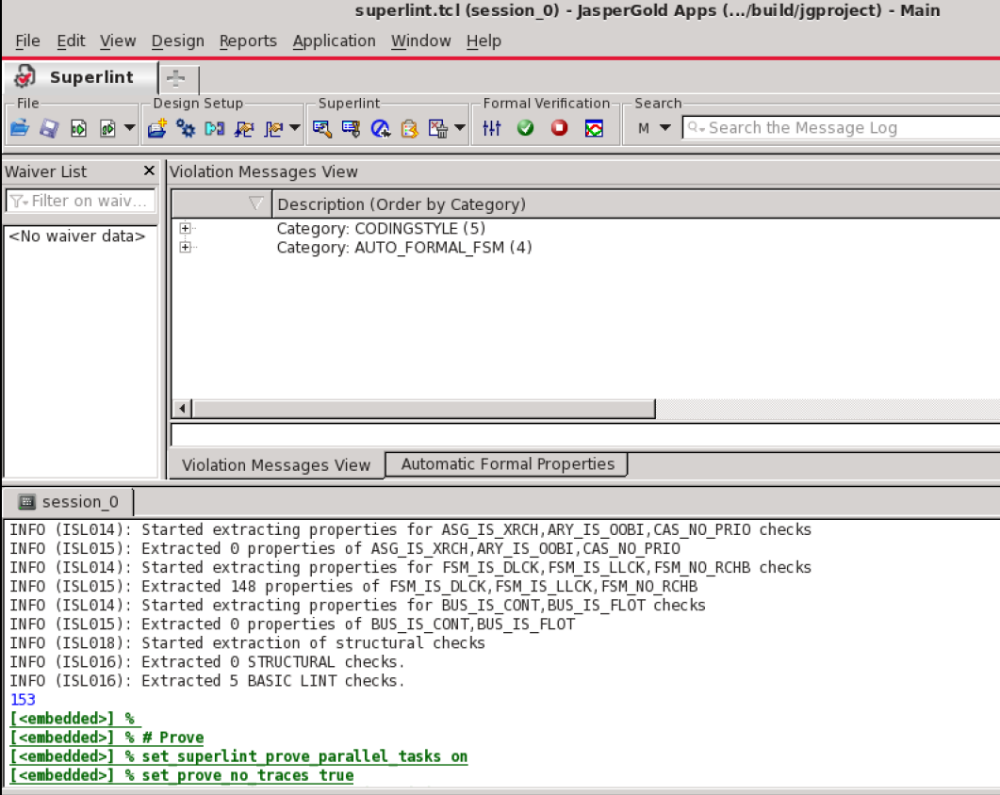 superlint.tcl (session_0) - JasperGold Apps (.../build/jgproject) - Main
File Edit View Design Reports Application Window Help
Superlint
File Design Setup Superlint Formal Verification Search
M Search the Message Log
Waiver List Violation Messages View
Filter on waiv...
Description (Order by Category)
<No waiver data>
Category: CODINGSTYLE (5)
Category: AUTO_FORMAL_FSM (4)
Violation Messages View Automatic Formal Properties
session_0
INFO (ISL014): Started extracting properties for ASG_IS_XRCH,ARY_IS_OOBI,CAS_NO_PRIO checks
INFO (ISL015): Extracted 0 properties of ASG_IS_XRCH,ARY_IS_OOBI,CAS_NO_PRIO
INFO (ISL014): Started extracting properties for FSM_IS_DLCK,FSM_IS_LLCK,FSM_NO_RCHB checks
INFO (ISL015): Extracted 148 properties of FSM_IS_DLCK,FSM_IS_LLCK,FSM_NO_RCHB
INFO (ISL014): Started extracting properties for BUS_IS_CONT,BUS_IS_FLOT checks
INFO (ISL015): Extracted 0 properties of BUS_IS_CONT,BUS_IS_FLOT
INFO (ISL018): Started extraction of structural checks
INFO (ISL016): Extracted 0 STRUCTURAL checks.
INFO (ISL016): Extracted 5 BASIC LINT checks.
153
[<embedded>] %
[<embedded>] % # Prove
[<embedded>] % set_superlint_prove_parallel_tasks on
[<embedded>] % set_prove_no_traces true